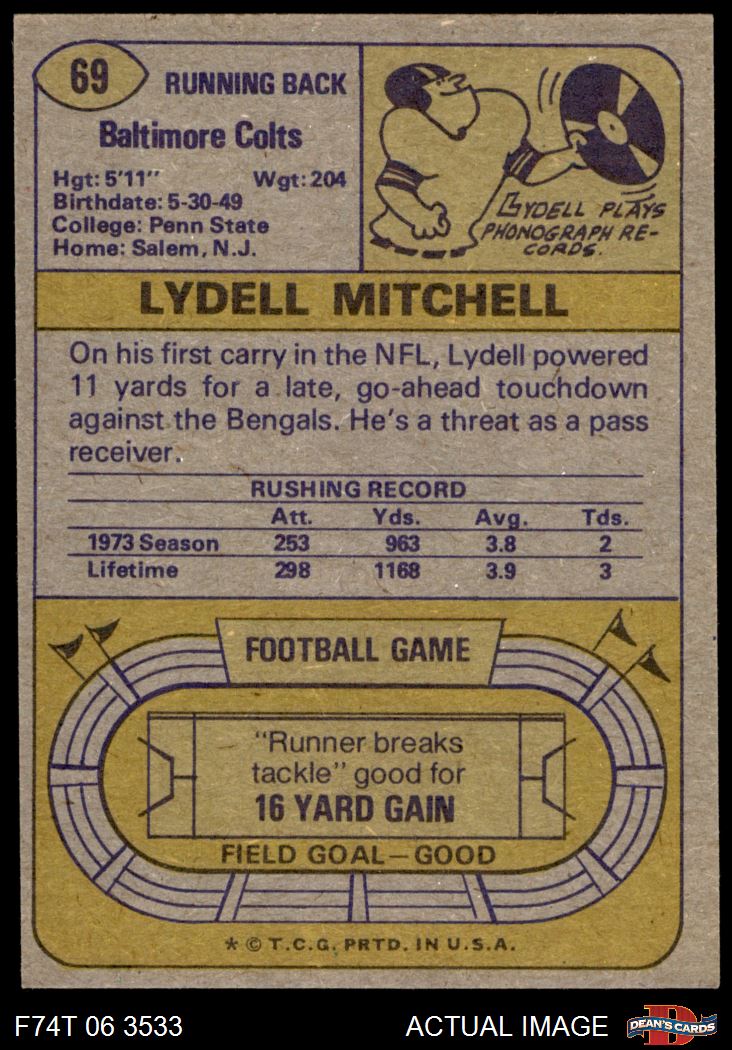 69
RUNNING BACK
Baltimore Colts
Hgt: 5'11" Wgt: 204
Birthdate: 5-30-49
College: Penn State
Home: Salem, N.J.
LYDELL PLAYS
PHONOGRAPH RE-
CORDS.
LYDELL MITCHELL
On his first carry in the NFL, Lydell powered
11 yards for a late, go-ahead touchdown
against the Bengals. He's a threat as a pass
receiver.
RUSHING RECORD
Att. Yds. Avg. Tds.
1973 Season 253 963 3.8 2
Lifetime 298 1168 3.9 3
FOOTBALL GAME
"Runner breaks
tackle" good for
16 YARD GAIN
FIELD GOAL—GOOD
* © T.C.G. PRTD. IN U.S.A.
F74T 06 3533 ACTUAL IMAGE
D
DEAN'S CARDS